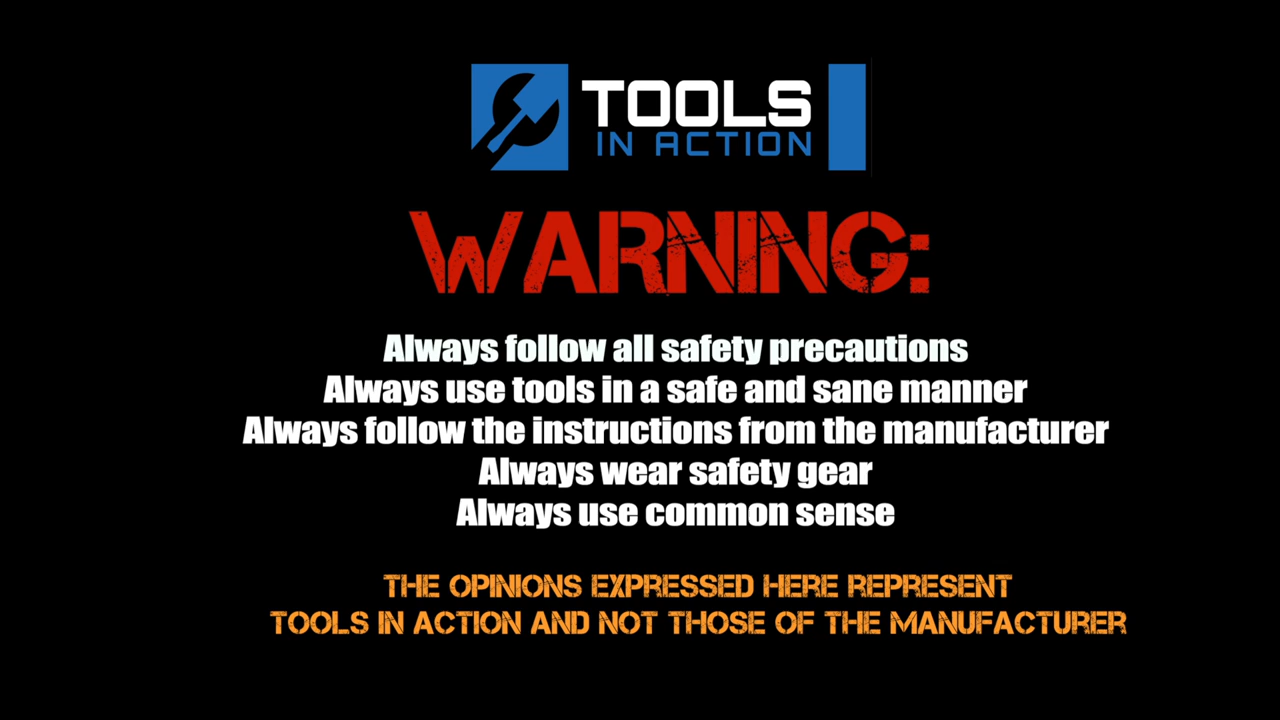 TOOLS
IN ACTION
WARNING:
Always follow all safety precautions
Always use tools in a safe and sane manner
Always follow the instructions from the manufacturer
Always wear safety gear
Always use common sense
THE OPINIONS EXPRESSED HERE REPRESENT
TOOLS IN ACTION AND NOT THOSE OF THE MANUFACTURER